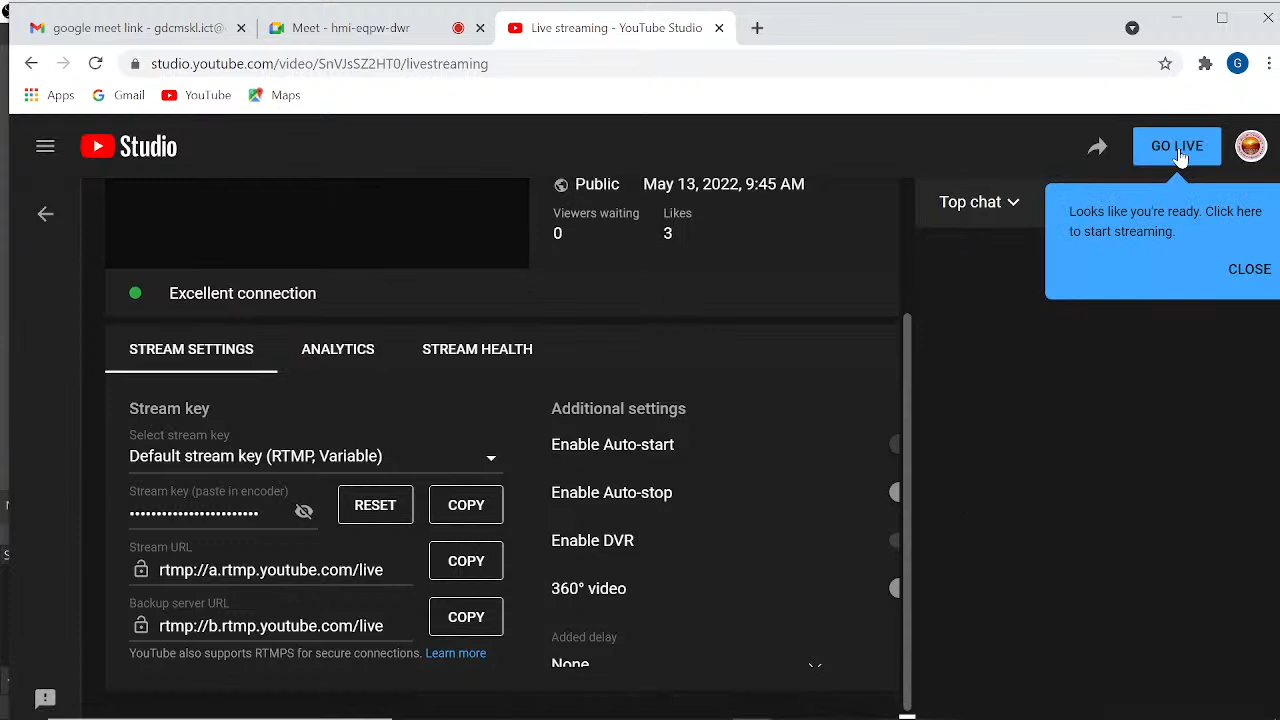 google meet link - gdcmskl.ict@
Meet - hmi-eqpw-dwr
Live streaming - YouTube Studio
studio.youtube.com/video/SnVJsSZ2HT0/livestreaming
G
Apps
Gmail
YouTube
Maps
Studio
GO LIVE
Public
May 13, 2022, 9:45 AM
Viewers waiting
Likes
0
3
Top chat
Looks like you're ready. Click here
to start streaming.
CLOSE
Excellent connection
STREAM SETTINGS
ANALYTICS
STREAM HEALTH
Stream key
Select stream key
Default stream key (RTMP, Variable)
Stream key (paste in encoder)
••••••••••••••••••••••••
RESET
COPY
Stream URL
rtmp://a.rtmp.youtube.com/live
COPY
Backup server URL
rtmp://b.rtmp.youtube.com/live
COPY
YouTube also supports RTMPS for secure connections. Learn more
Additional settings
Enable Auto-start
Enable Auto-stop
Enable DVR
360° video
Added delay
None